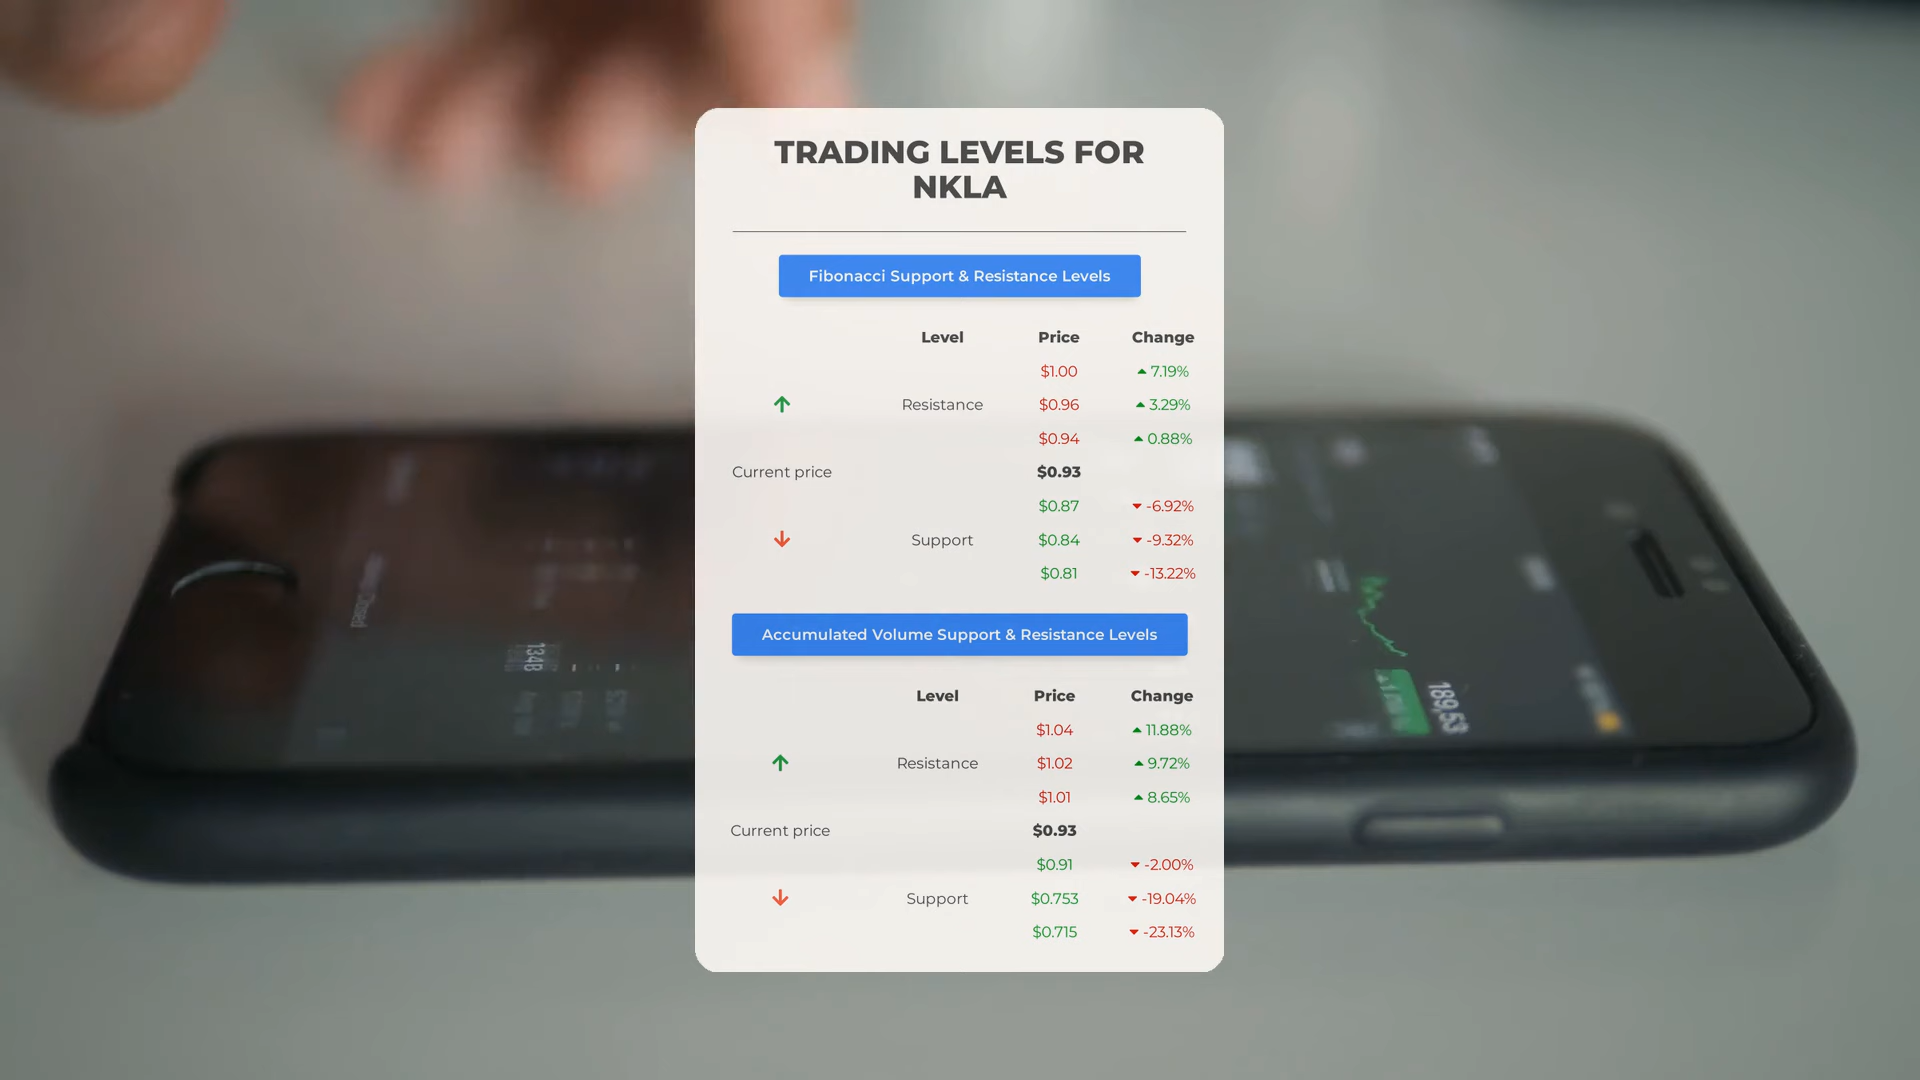 TRADING LEVELS FOR
NKLA
Fibonacci Support & Resistance Levels
Level Price Change
$1.00 7.19%
Resistance $0.96 3.29%
$0.94 0.88%
Current price $0.93
$0.87 -6.92%
Support $0.84 -9.32%
$0.81 -13.22%
Accumulated Volume Support & Resistance Levels
Level Price Change
$1.04 11.88%
Resistance $1.02 9.72%
$1.01 8.65%
Current price $0.93
$0.91 -2.00%
Support $0.753 -19.04%
$0.715 -23.13%
134B
189,53